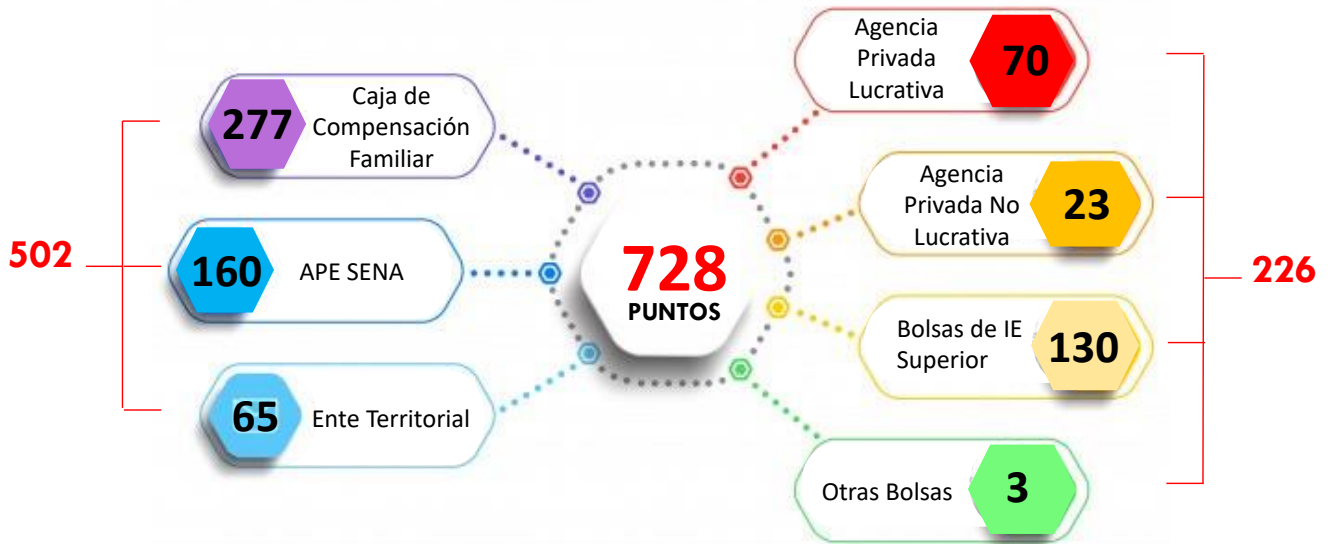 502
277
Caja de
Compensación
Familiar
160
APE SENA
65
Ente Territorial
728
PUNTOS
Agencia
Privada
Lucrativa
70
Agencia
Privada No
Lucrativa
23
Bolsas de IE
Superior
130
Otras Bolsas
3
226